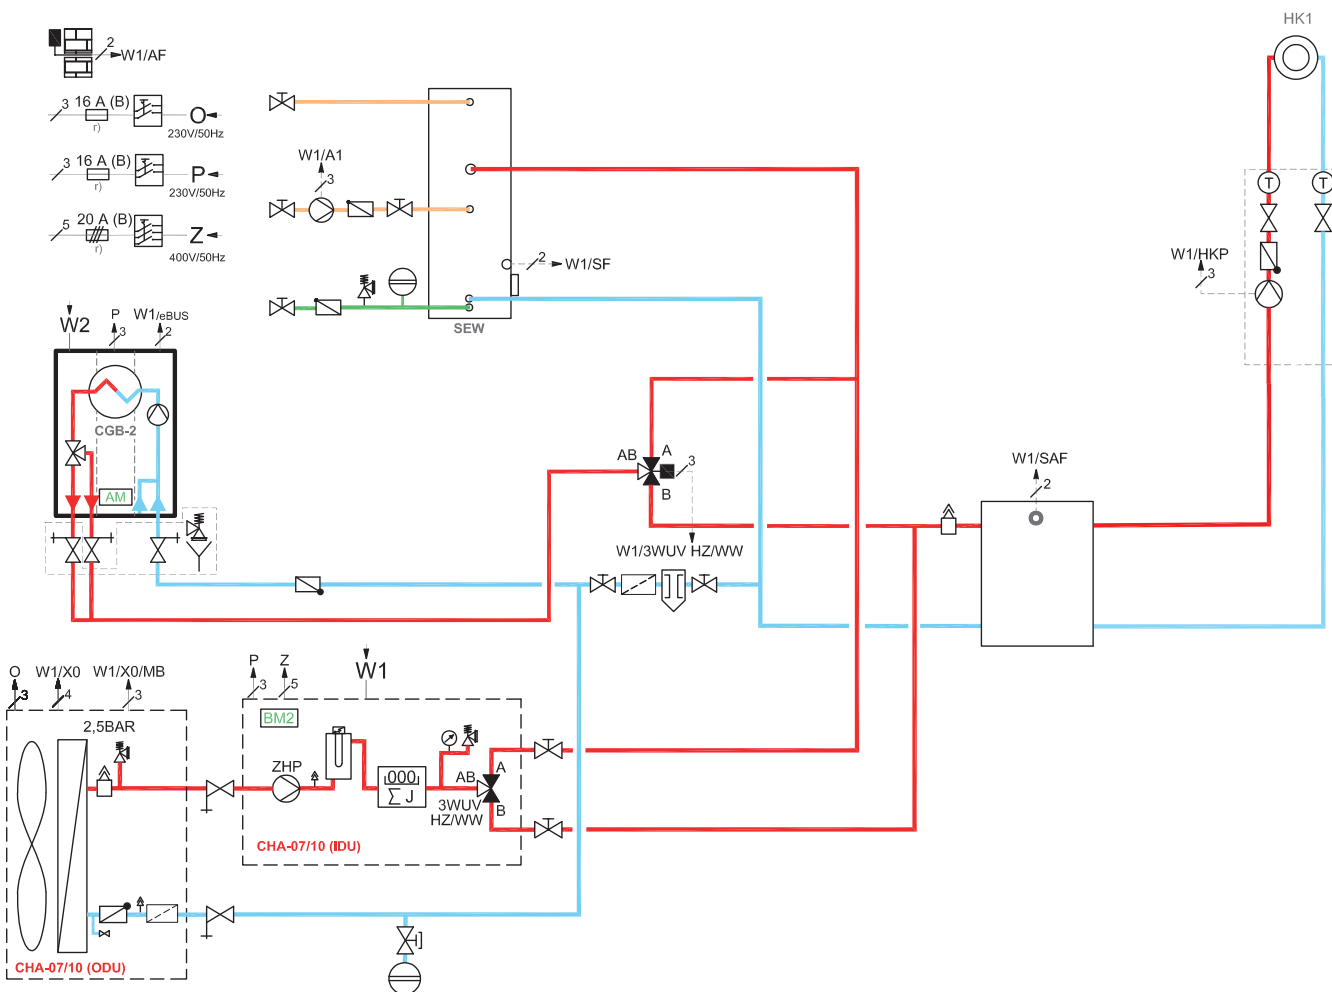 HK1
2
W1/AF
3
16 A (B)
r)
O
230V/50Hz
3
16 A (B)
r)
P
230V/50Hz
5
20 A (B)
r)
Z
400V/50Hz
W1/A1
3
2
W1/SF
SEW
T
T
W1/HKP
3
W2
P
3
W1/eBUS
2
CGB-2
AM
AB
A
3
B
W1/3WUV HZ/WW
W1/SAF
2
O
3
W1/X0
4
W1/X0/MB
3
2,5BAR
CHA-07/10 (ODU)
P
3
Z
5
W1
BM2
ZHP
000
Σ J
AB
A
B
3WUV
HZ/WW
CHA-07/10 (IDU)